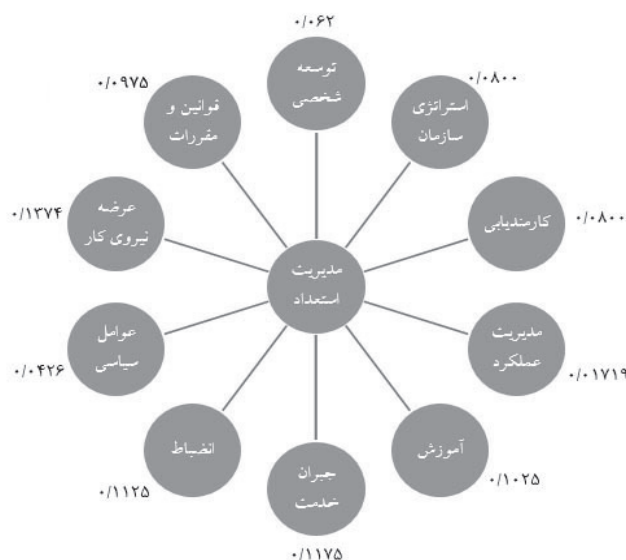 ۰/۰۶۲
توسعه
شخصی
۰/۰۸۰۰
استراتژی
سازمان
۰/۰۸۰۰
کارمندیابی
۰/۰۱۷۱۹
مدیریت
عملکرد
۰/۱۰۲۵
آموزش
۰/۱۱۷۵
جبران
خدمت
۰/۱۱۲۵
انضباط
۰/۰۴۲۶
عوامل
سیاسی
۰/۱۳۷۴
عرضه
نیروی کار
۰/۰۹۷۵
قوانین و
مقررات
مدیریت
استعداد